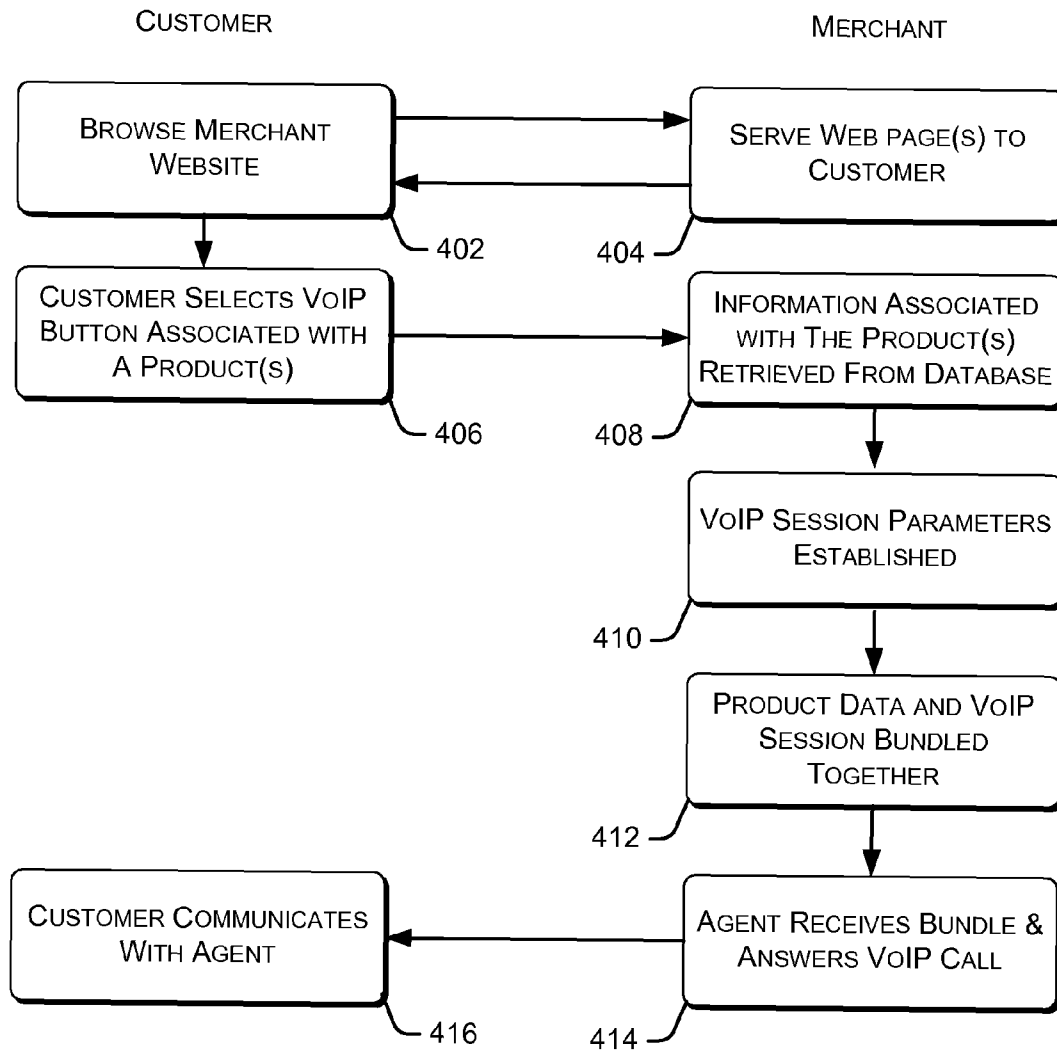 CUSTOMER
MERCHANT
BROWSE MERCHANT
WEBSITE
SERVE WEB PAGE(S) TO
CUSTOMER
402
404
CUSTOMER SELECTS VOIP
BUTTON ASSOCIATED WITH
A PRODUCT(S)
INFORMATION ASSOCIATED
WITH THE PRODUCT(S)
RETRIEVED FROM DATABASE
406
408
VOIP SESSION PARAMETERS
ESTABLISHED
410
PRODUCT DATA AND VOIP
SESSION BUNDLED
TOGETHER
412
CUSTOMER COMMUNICATES
WITH AGENT
AGENT RECEIVES BUNDLE &
ANSWERS VOIP CALL
416
414